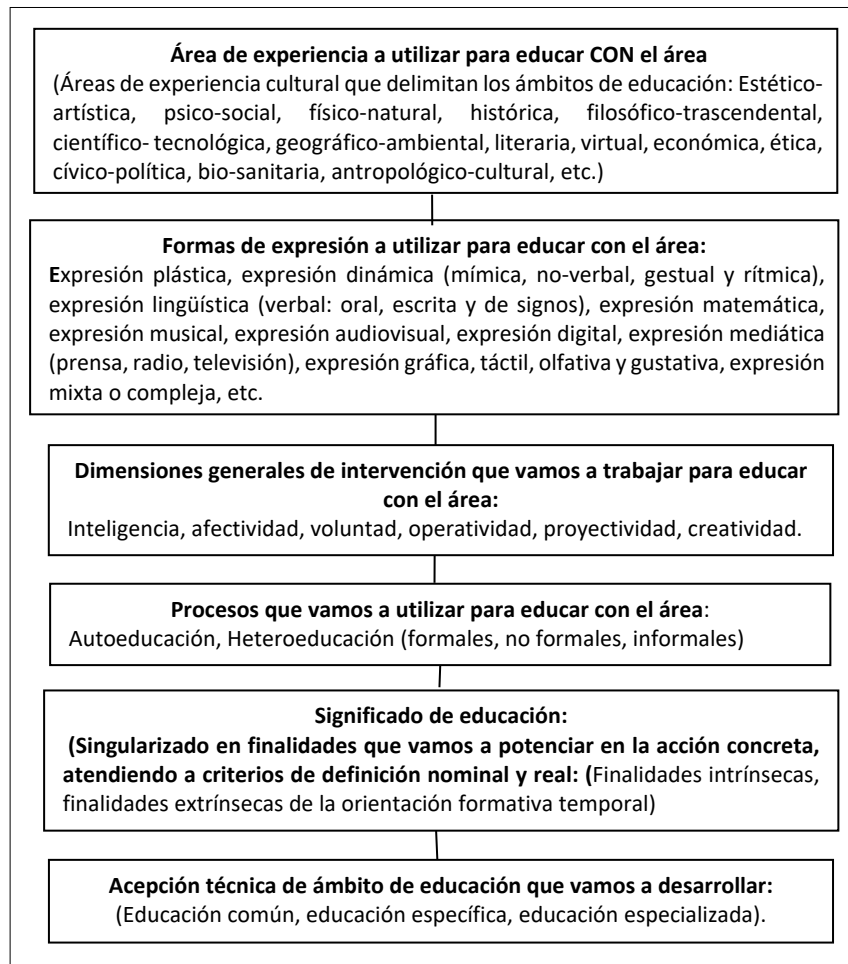 Área de experiencia a utilizar para educar CON el área
(Áreas de experiencia cultural que delimitan los ámbitos de educación: Estético-
artística, psico-social, físico-natural, histórica, filosófico-trascendental,
científico- tecnológica, geográfico-ambiental, literaria, virtual, económica, ética,
cívico-política, bio-sanitaria, antropológico-cultural, etc.)
Formas de expresión a utilizar para educar con el área:
Expresión plástica, expresión dinámica (mímica, no-verbal, gestual y rítmica),
expresión lingüística (verbal: oral, escrita y de signos), expresión matemática,
expresión musical, expresión audiovisual, expresión digital, expresión mediática
(prensa, radio, televisión), expresión gráfica, táctil, olfativa y gustativa, expresión
mixta o compleja, etc.
Dimensiones generales de intervención que vamos a trabajar para educar
con el área:
Inteligencia, afectividad, voluntad, operatividad, proyectividad, creatividad.
Procesos que vamos a utilizar para educar con el área:
Autoeducación, Heteroeducación (formales, no formales, informales)
Significado de educación:
(Singularizado en finalidades que vamos a potenciar en la acción concreta,
atendiendo a criterios de definición nominal y real: (Finalidades intrínsecas,
finalidades extrínsecas de la orientación formativa temporal)
Acepción técnica de ámbito de educación que vamos a desarrollar:
(Educación común, educación específica, educación especializada).